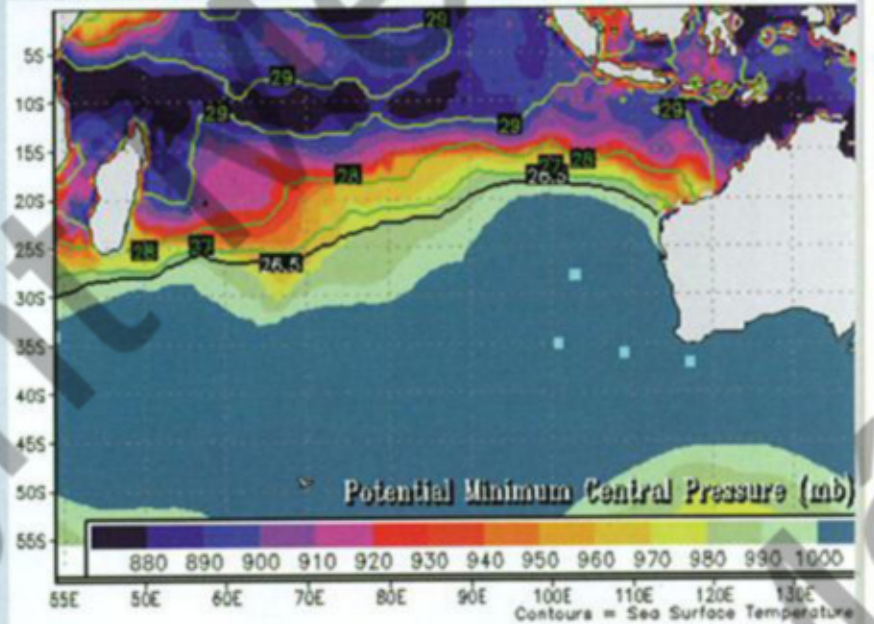 29
5S
29
10S
29
29
29
15S
27 28
28
26.5
20S
25S
28
27
26.5
30S
35S
40S
45S
50S
Potential Minimum Central Pressure (mb)
55S
880 890 900 910 920 930 940 950 960 970 980 990 1000
55E 50E 60E 70E 80E 90E 100E 110E 120E 130E
Contours = Sea Surface Temperature